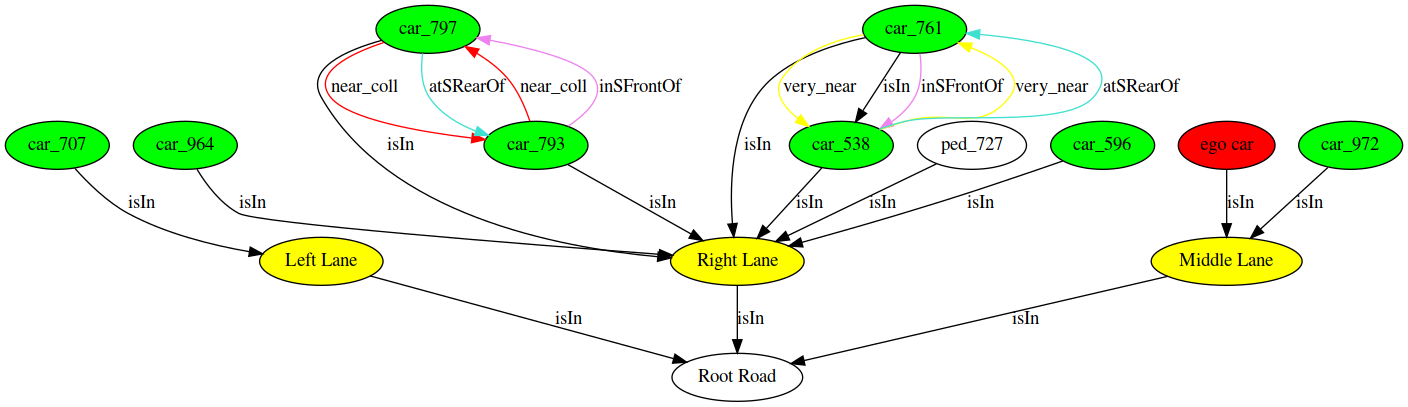 car_797 car_761
near_coll atSRearOf near_coll inSFrontOf very_near isIn inSFrontOf very_near atSRearOf
car_707 car_964 isIn car_793 isIn car_538 ped_727 car_596 ego car car_972
isIn isIn isIn isIn isIn isIn isIn isIn
Left Lane Right Lane Middle Lane
isIn isIn isIn
Root Road